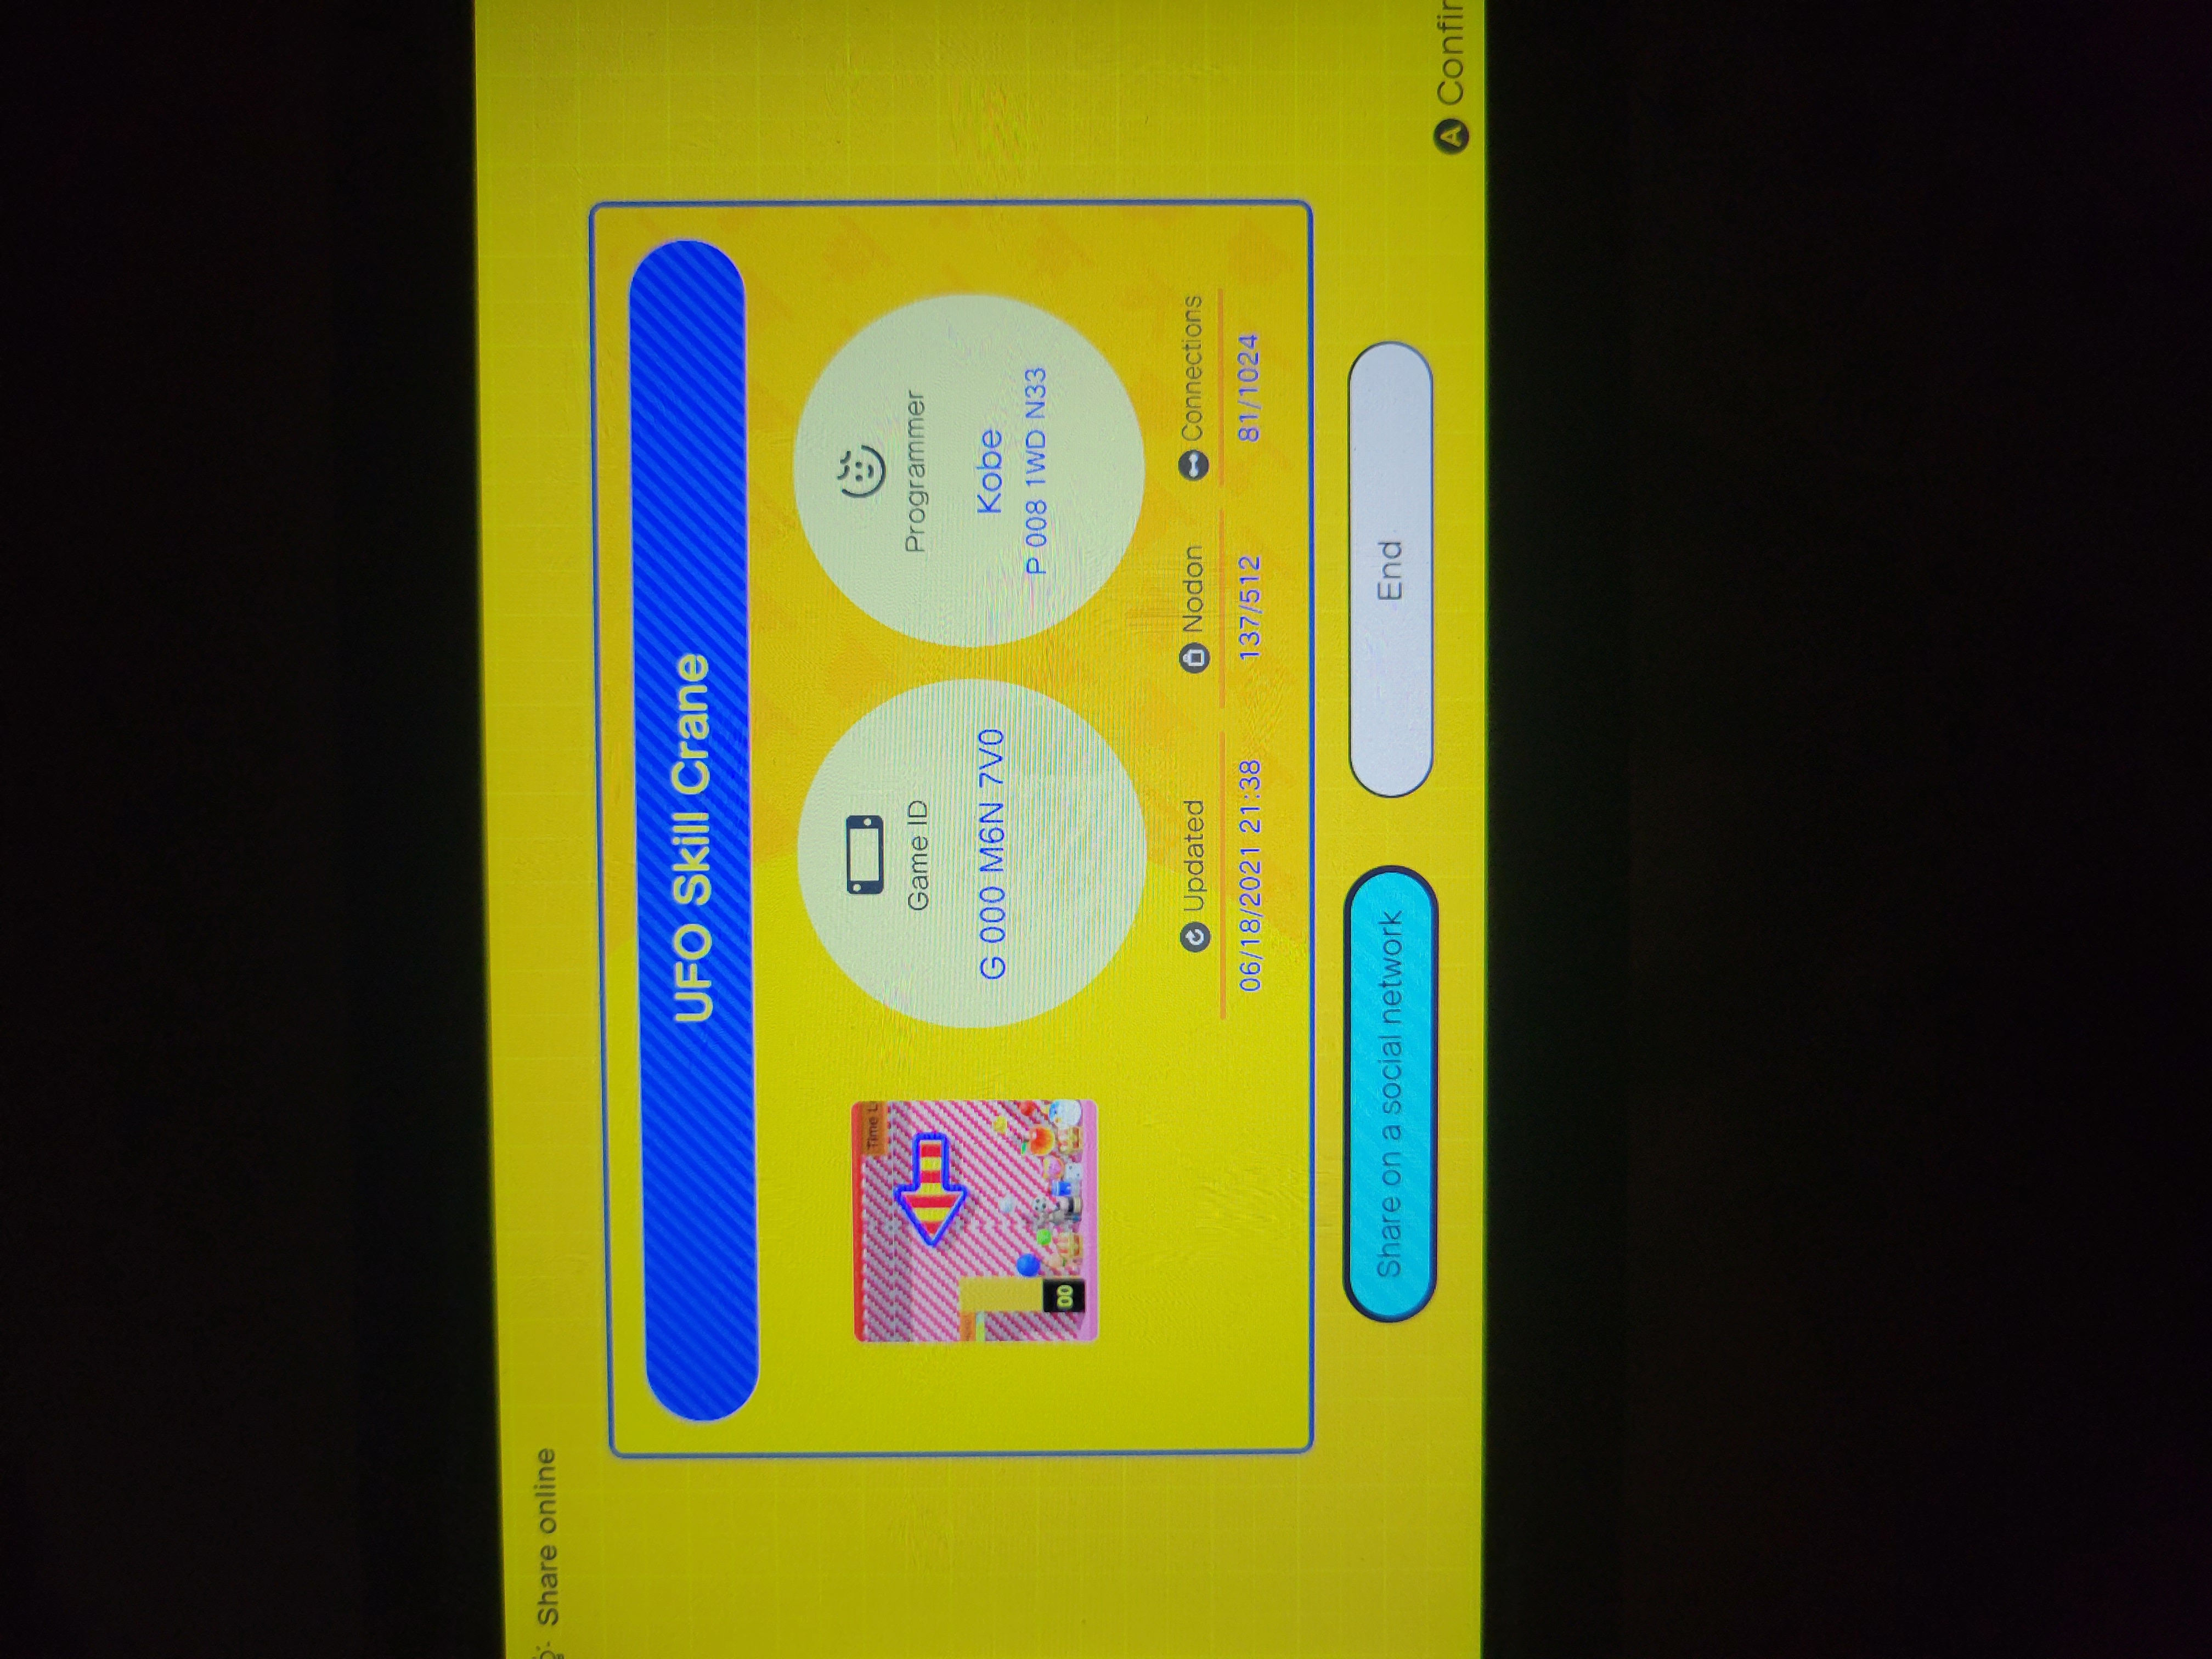 Share online
UFO Skill Crane
Time L
00
Game ID
G 000 M6N 7V0
Programmer
Kobe
P 008 1WD N33
Updated
06/18/2021 21:38
Nodon
137/512
Connections
81/1024
Share on a social network
End
A Confir